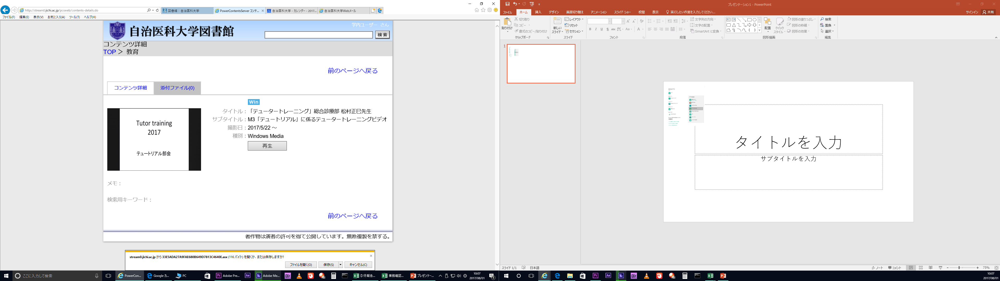 http://stream0.jichi.ac.jp/pcsweb/contents-details.do
図書館 | 自治医科大学
PowerContentsServer コンテ...
自治医科大学 - カレンダー - 2017...
自治医科大学Webメール
ファイル(F) 編集(E) 表示(V) お気に入り(A) ツール(T) ヘルプ(H)
自治医科大学図書館
学内ユーザー さん
検索
コンテンツ詳細
TOP > 教育
前のページへ戻る
コンテンツ詳細
添付ファイル(0)
Win
Tutor training
2017
テュートリアル部会
タイトル：「テュータートレーニング」総合診療部 松村正巳先生
サブタイトル：M3「テュートリアル」に係るテュータートレーニングビデオ
撮影日：2017/5/22 ～
種別：Windows Media
再生
メモ：
検索用キーワード：
前のページへ戻る
著作物は演者の許可を得て公開しています。無断複製を禁する。
stream0.jichi.ac.jp から 33E5ADA27A9FAE680B649D7813C4640E.asx (116 バイト) を開くか、または保存しますか?
ファイルを開く(O) 保存(S) キャンセル(C)
ここに入力して検索
PowerCon...
Google カ...
PC
Adobe Pre...
Adobe Me...
【7月報告...
業務確認...
プレゼンテー...
10:07
2017/08/01
プレゼンテーション1 - PowerPoint
ファイル ホーム 挿入 デザイン 画面切り替え アニメーション スライド ショー 校閲 表示 実行したい作業を入力してください...
サインイン 共有
貼り付け
切り取り
コピー
書式のコピー/貼り付け
クリップボード
新しい
スライド
レイアウト
リセット
セクション
スライド
フォント
文字列の方向
文字の配置
SmartArt に変換
段落
配置
クイック
スタイル
図形の塗りつぶし
図形の枠線
図形の効果
図形描画
検索
置換
選択
編集
1
タイトルを入力
サブタイトルを入力
スライド 1/1 日本語
ノート コメント
75%
10:07
2017/08/01